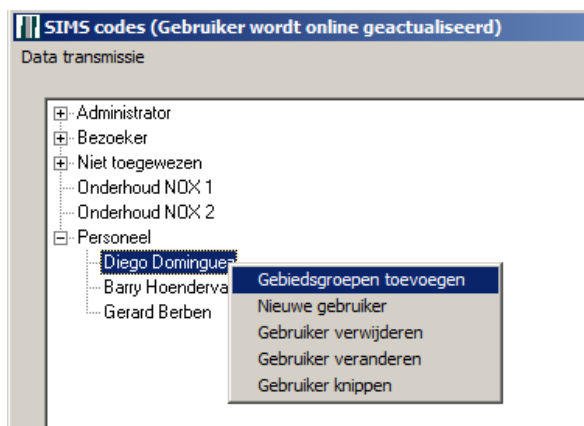 SIMS codes (Gebruiker wordt online geactualiseerd)
Data transmissie
Administrator
Bezoeker
Niet toegewezen
Onderhoud NOX 1
Onderhoud NOX 2
Personeel
Diego Dominguez
Gebiedsgroepen toevoegen
Barry Hoenderva
Nieuwe gebruiker
Gerard Berben
Gebruiker verwijderen
Gebruiker veranderen
Gebruiker knippen